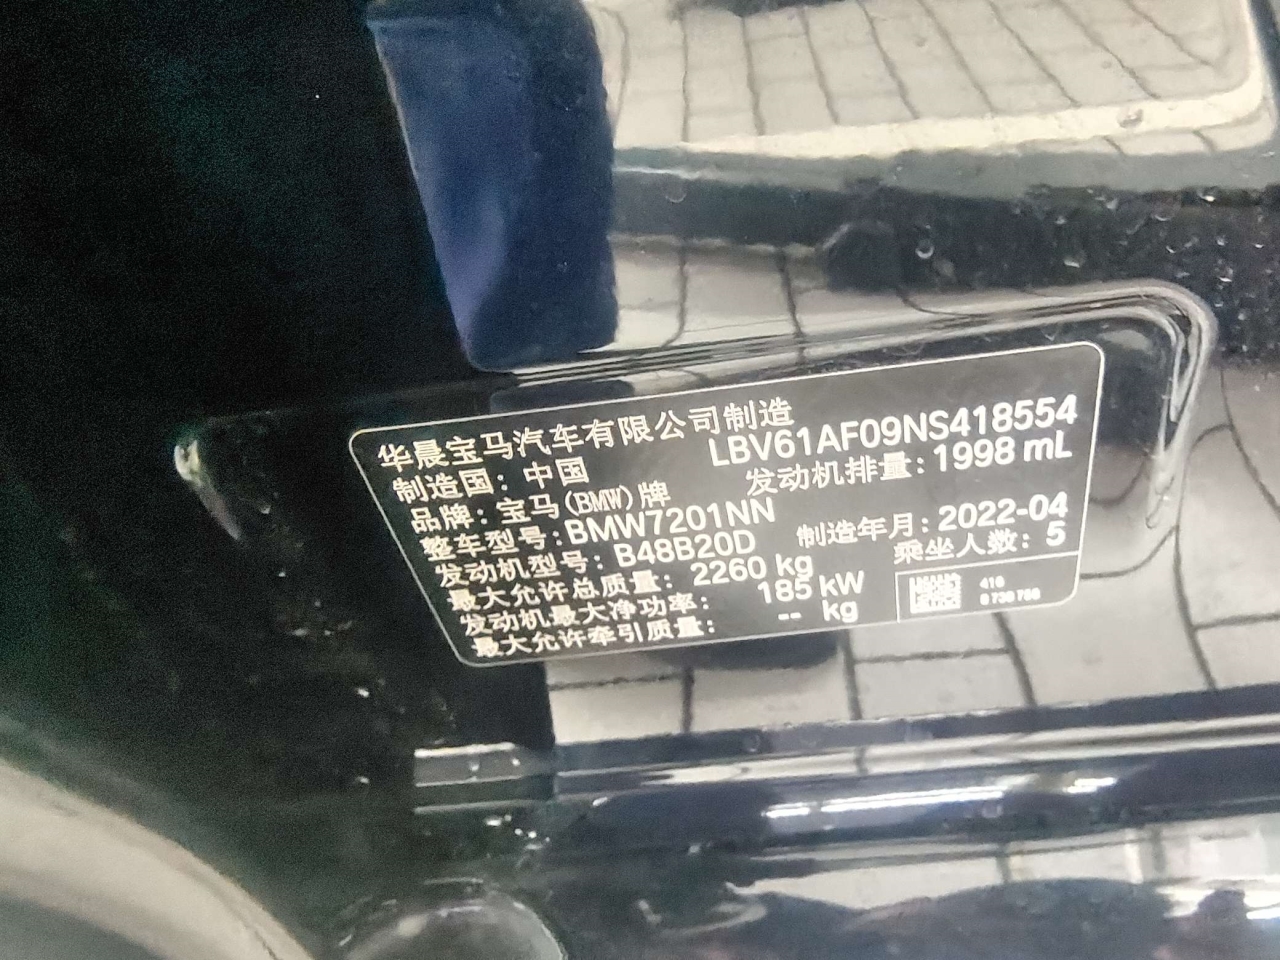 华晨宝马汽车有限公司制造
制造国：中国 LBV61AF09NS418554
品牌：宝马(BMW)牌 发动机排量：1998 mL
整车型号：BMW7201NN
发动机型号：B48B20D 制造年月：2022-04
最大允许总质量：2260 kg 乘坐人数：5
发动机最大净功率：185 kW
最大允许牵引质量：-- kg
416